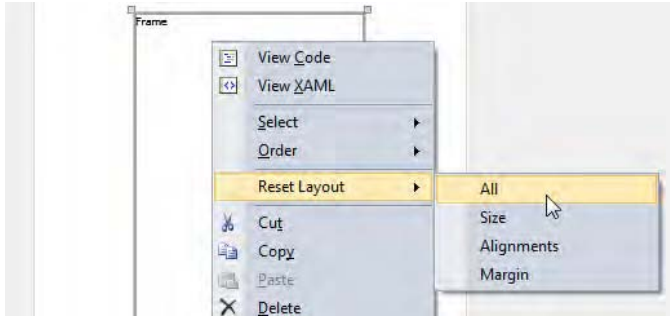 Frame
View Code
View XAML
Select
Order
Reset Layout
All
Size
Alignments
Margin
Cut
Copy
Paste
Delete